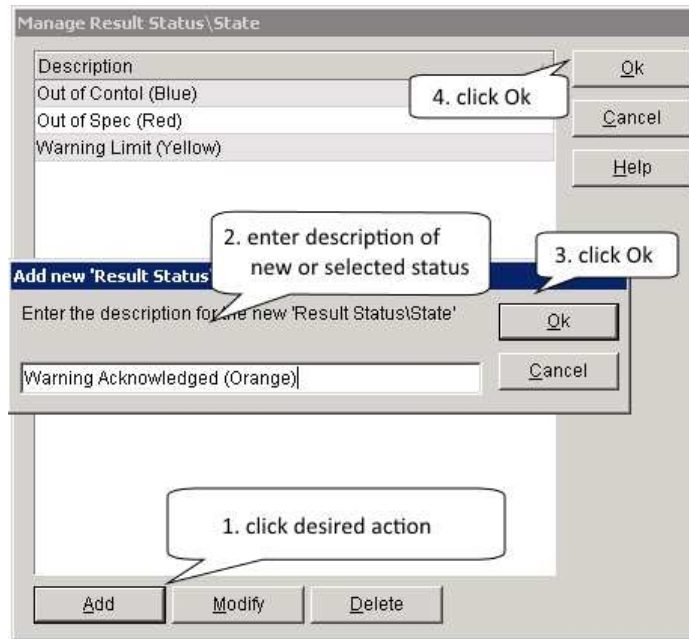 Manage Result Status\State
Description
Out of Contol (Blue)
Out of Spec (Red)
Warning Limit (Yellow)
Ok
Cancel
Help
4. click Ok
2. enter description of
new or selected status
3. click Ok
Add new 'Result Status\
Enter the description for the new 'Result Status\State'
Ok
Warning Acknowledged (Orange)
Cancel
1. click desired action
Add
Modify
Delete